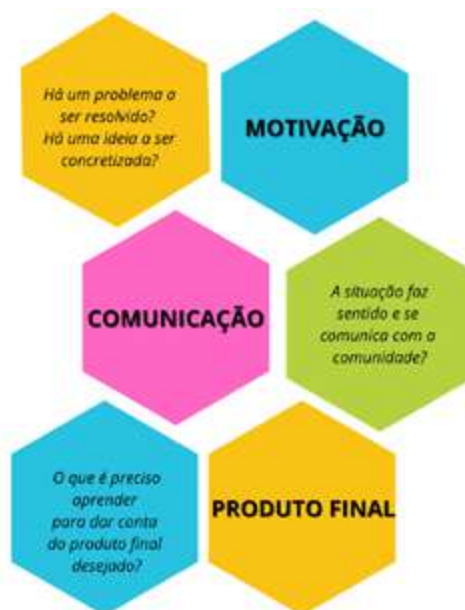 Há um problema a
ser resolvido?
Há uma ideia a ser
concretizada?
MOTIVAÇÃO
COMUNICAÇÃO
A situação faz
sentido e se
comunica com a
comunidade?
O que é preciso
aprender
para dar conta
do produto final
desejado?
PRODUTO FINAL